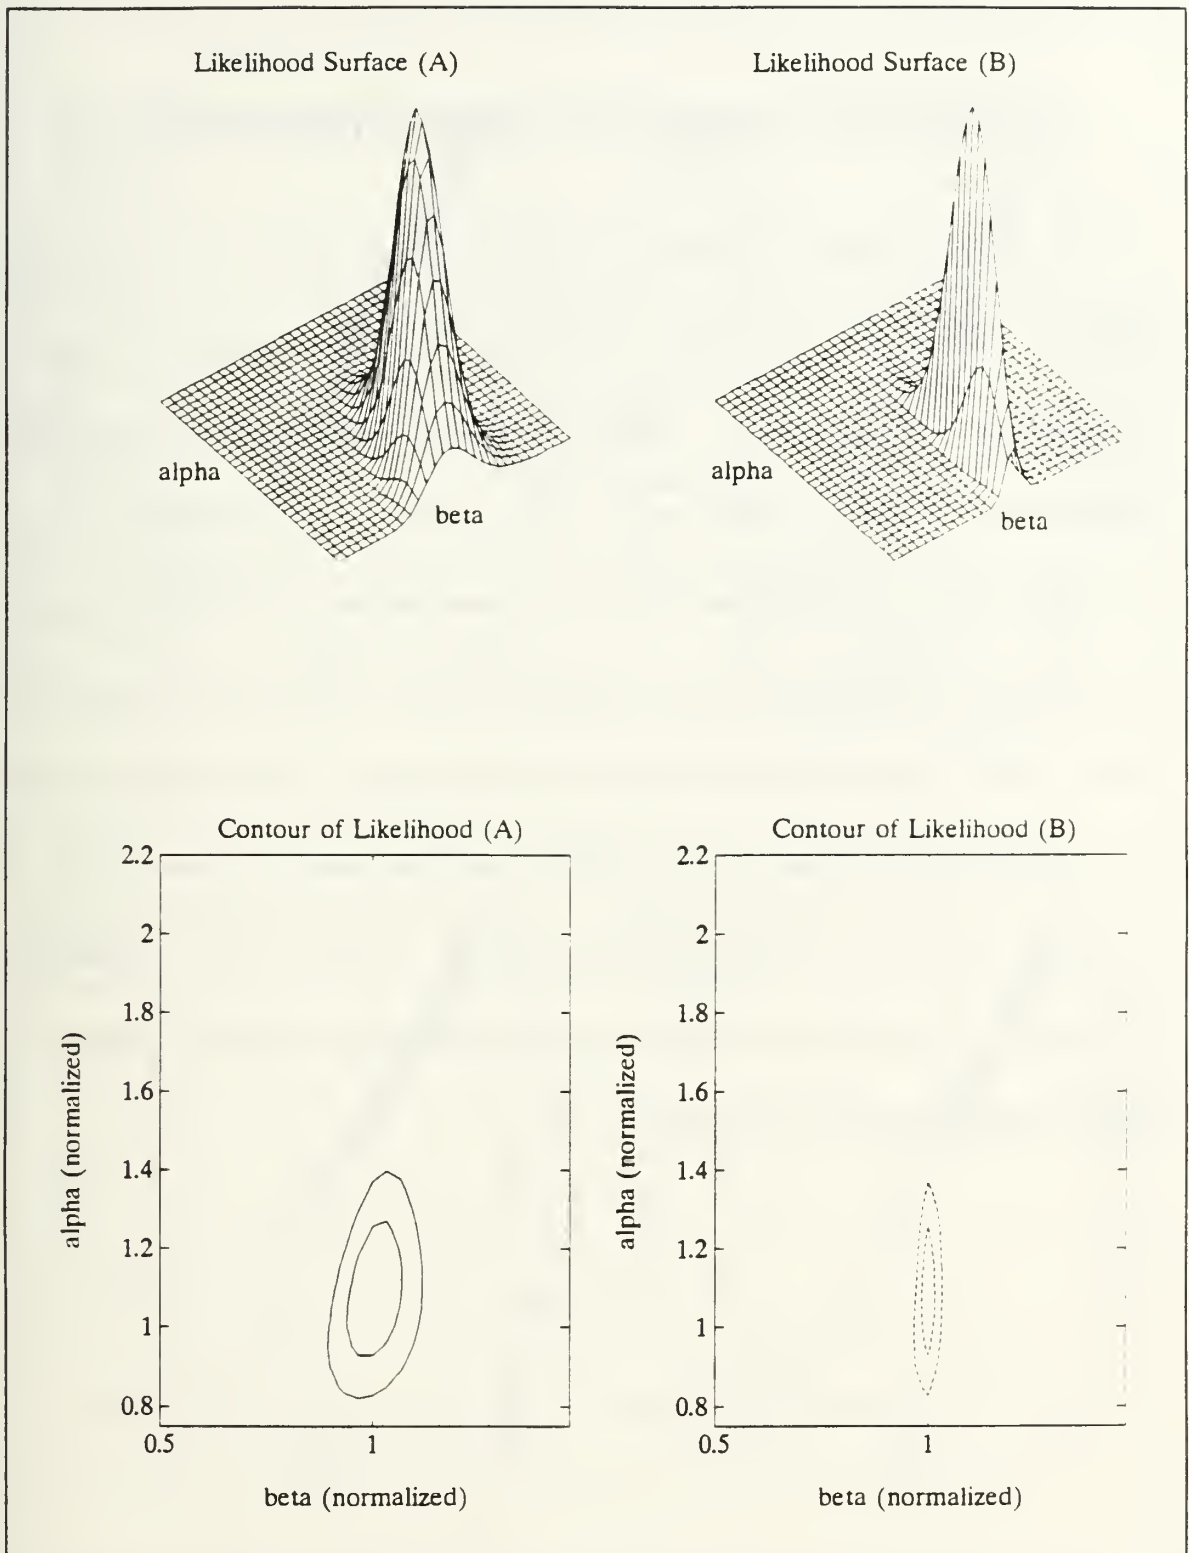 Likelihood Surface (A)
Likelihood Surface (B)
alpha
beta
alpha
beta
Contour of Likelihood (A)
2.2
2
1.8
1.6
1.4
1.2
1
0.8
0.5
1
alpha (normalized)
beta (normalized)
Contour of Likelihood (B)
2.2
2
1.8
1.6
1.4
1.2
1
0.8
0.5
1
alpha (normalized)
beta (normalized)